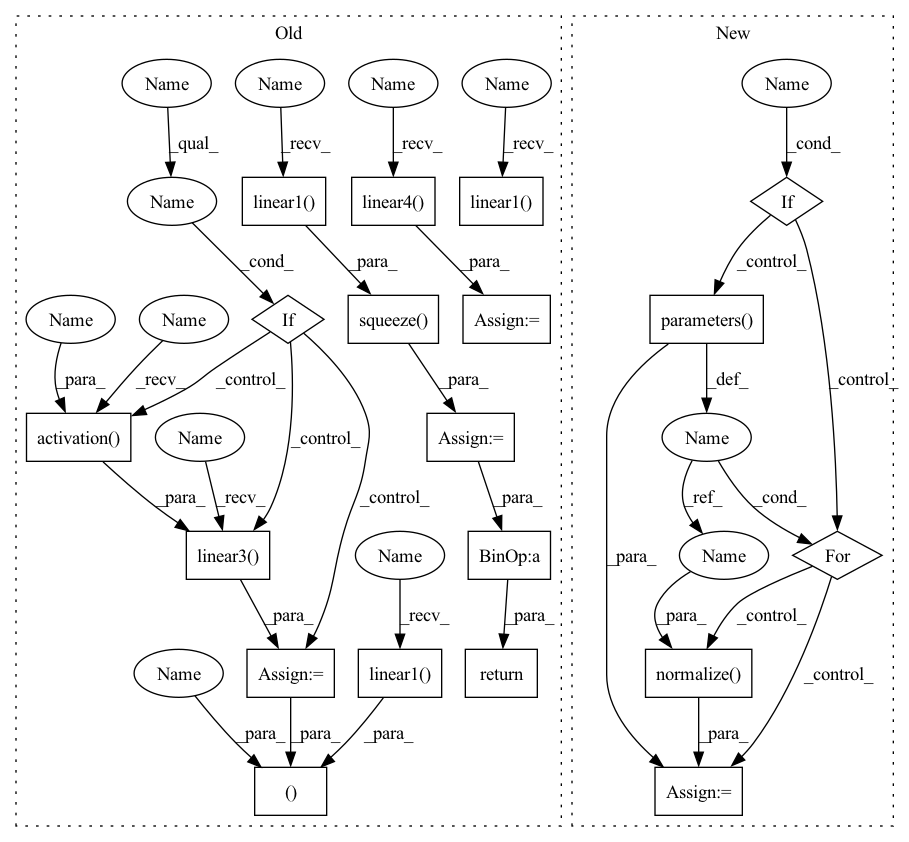 Old
New
Name
Name
Name
Name
Name
_qual_
_recv_
_recv_
_recv_
_cond_
Name
linear1()
linear4()
linear1()
If
_cond_
_para_
_para_
_control_
Name
Name
If
squeeze()
Assign:=
parameters()
_para_
_recv_
_control_
_para_
_def_
_control_
activation()
Name
_control_
Assign:=
Name
_para_
_recv_
_control_
_para_
_ref_
_cond_
linear3()
Name
BinOp:a
_para_
Name
For
_para_
_recv_
_para_
_para_
_control_
Name
Assign:=
linear1()
return
normalize()
_control_
_para_
_para_
_para_
_para_
()
Assign:=